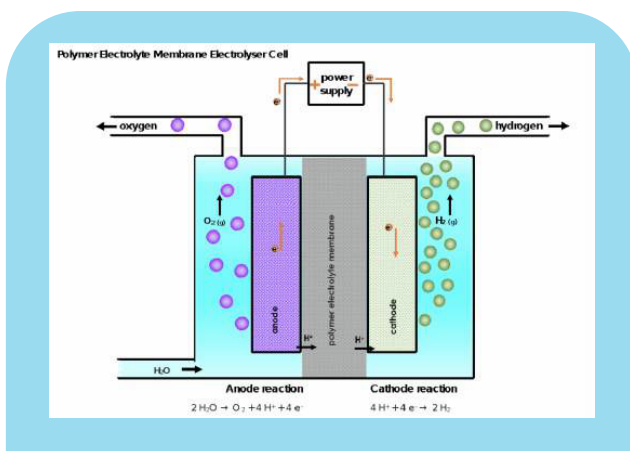 Polymer Electrolyte Membrane Electrolyser Cell
e⁻
+ power −
supply
e⁻
oxygen
hydrogen
O₂ (g)
H₂ (g)
e⁻
e⁻
anode
polymer electrolyte membrane
cathode
H⁺
H⁺
H₂O
Anode reaction
Cathode reaction
2 H₂O → O₂ + 4 H⁺ + 4 e⁻
4 H⁺ + 4 e⁻ → 2 H₂